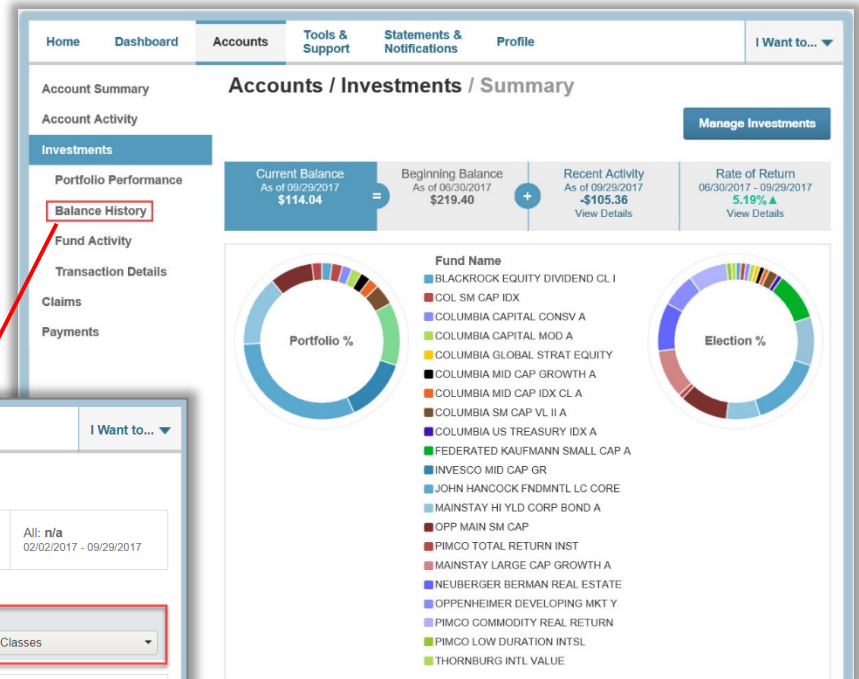 Home
Dashboard
Accounts
Tools &
Support
Statements &
Notifications
Profile
I Want to...
Account Summary
Account Activity
Investments
Portfolio Performance
Balance History
Fund Activity
Transaction Details
Claims
Payments
Accounts / Investments / Summary
Manage Investments
Current Balance
As of 09/29/2017
$114.04
=
Beginning Balance
As of 06/30/2017
$219.40
+
Recent Activity
As of 09/29/2017
-$105.36
View Details
Rate of Return
06/30/2017 - 09/29/2017
5.19%▲
View Details
Portfolio %
Fund Name
BLACKROCK EQUITY DIVIDEND CL I
COL SM CAP IDX
COLUMBIA CAPITAL CONSV A
COLUMBIA CAPITAL MOD A
COLUMBIA GLOBAL STRAT EQUITY
COLUMBIA MID CAP GROWTH A
COLUMBIA MID CAP IDX CL A
COLUMBIA SM CAP VL II A
COLUMBIA US TREASURY IDX A
FEDERATED KAUFMANN SMALL CAP A
INVESCO MID CAP GR
JOHN HANCOCK FNDMNTL LC CORE
MAINSTAY HI YLD CORP BOND A
OPP MAIN SM CAP
PIMCO TOTAL RETURN INST
MAINSTAY LARGE CAP GROWTH A
NEUBERGER BERMAN REAL ESTATE
OPPENHEIMER DEVELOPING MKT Y
PIMCO COMMODITY REAL RETURN
PIMCO LOW DURATION INTSL
THORNBURG INTL VALUE
Election %
I Want to...
All: n/a
02/02/2017 - 09/29/2017
Classes